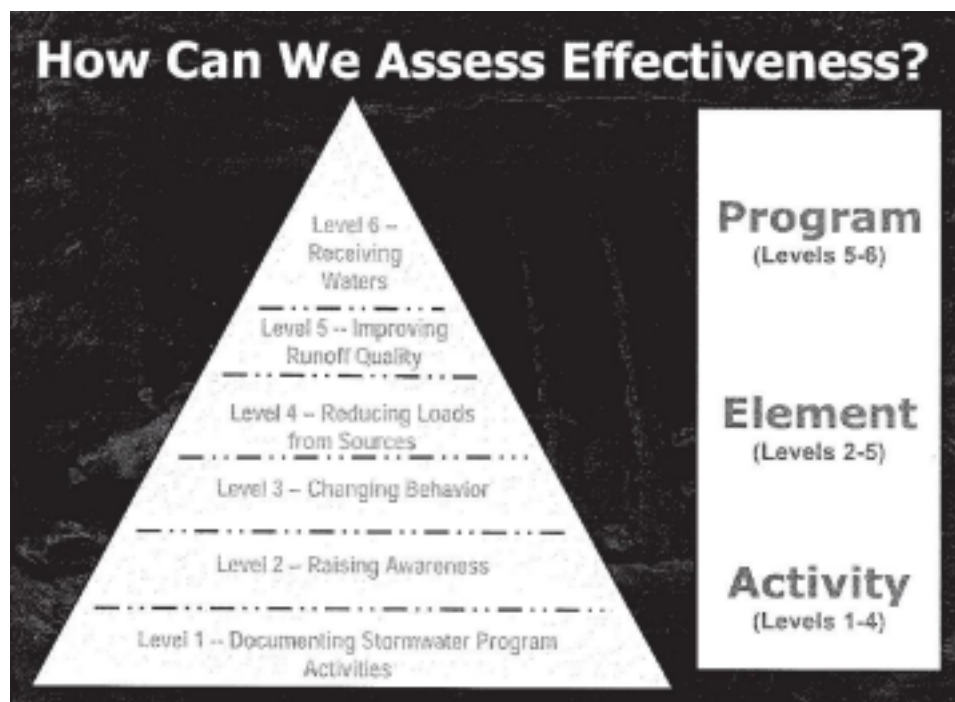 How Can We Assess Effectiveness?
Level 6 –
Receiving
Waters
Level 5 -- Improving
Runoff Quality
Level 4 – Reducing Loads
from Sources
Level 3 – Changing Behavior
Level 2 – Raising Awareness
Level 1 -- Documenting Stormwater Program
Activities
Program
(Levels 5-6)
Element
(Levels 2-5)
Activity
(Levels 1-4)